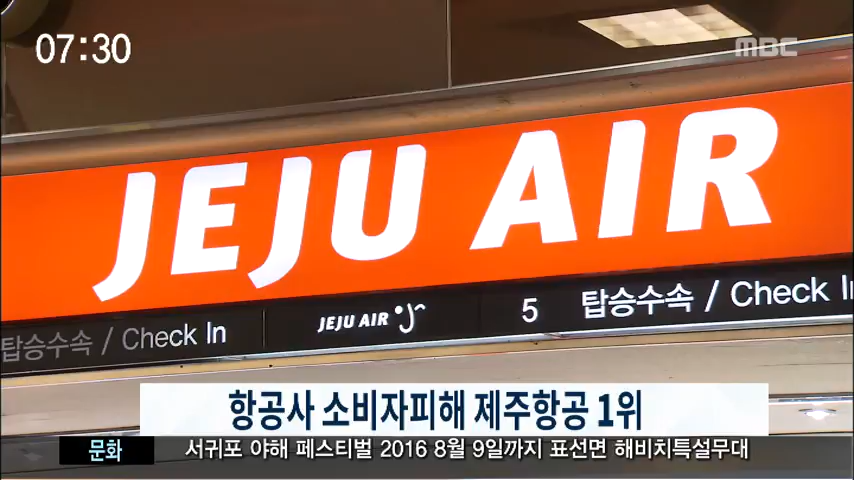 07:30
MBC
JEJU AIR
탑승수속 / Check In
JEJU AIR
5 탑승수속 / Check In
항공사 소비자피해 제주항공 1위
문화 서귀포 야해 페스티벌 2016 8월 9일까지 표선면 해비치특설무대